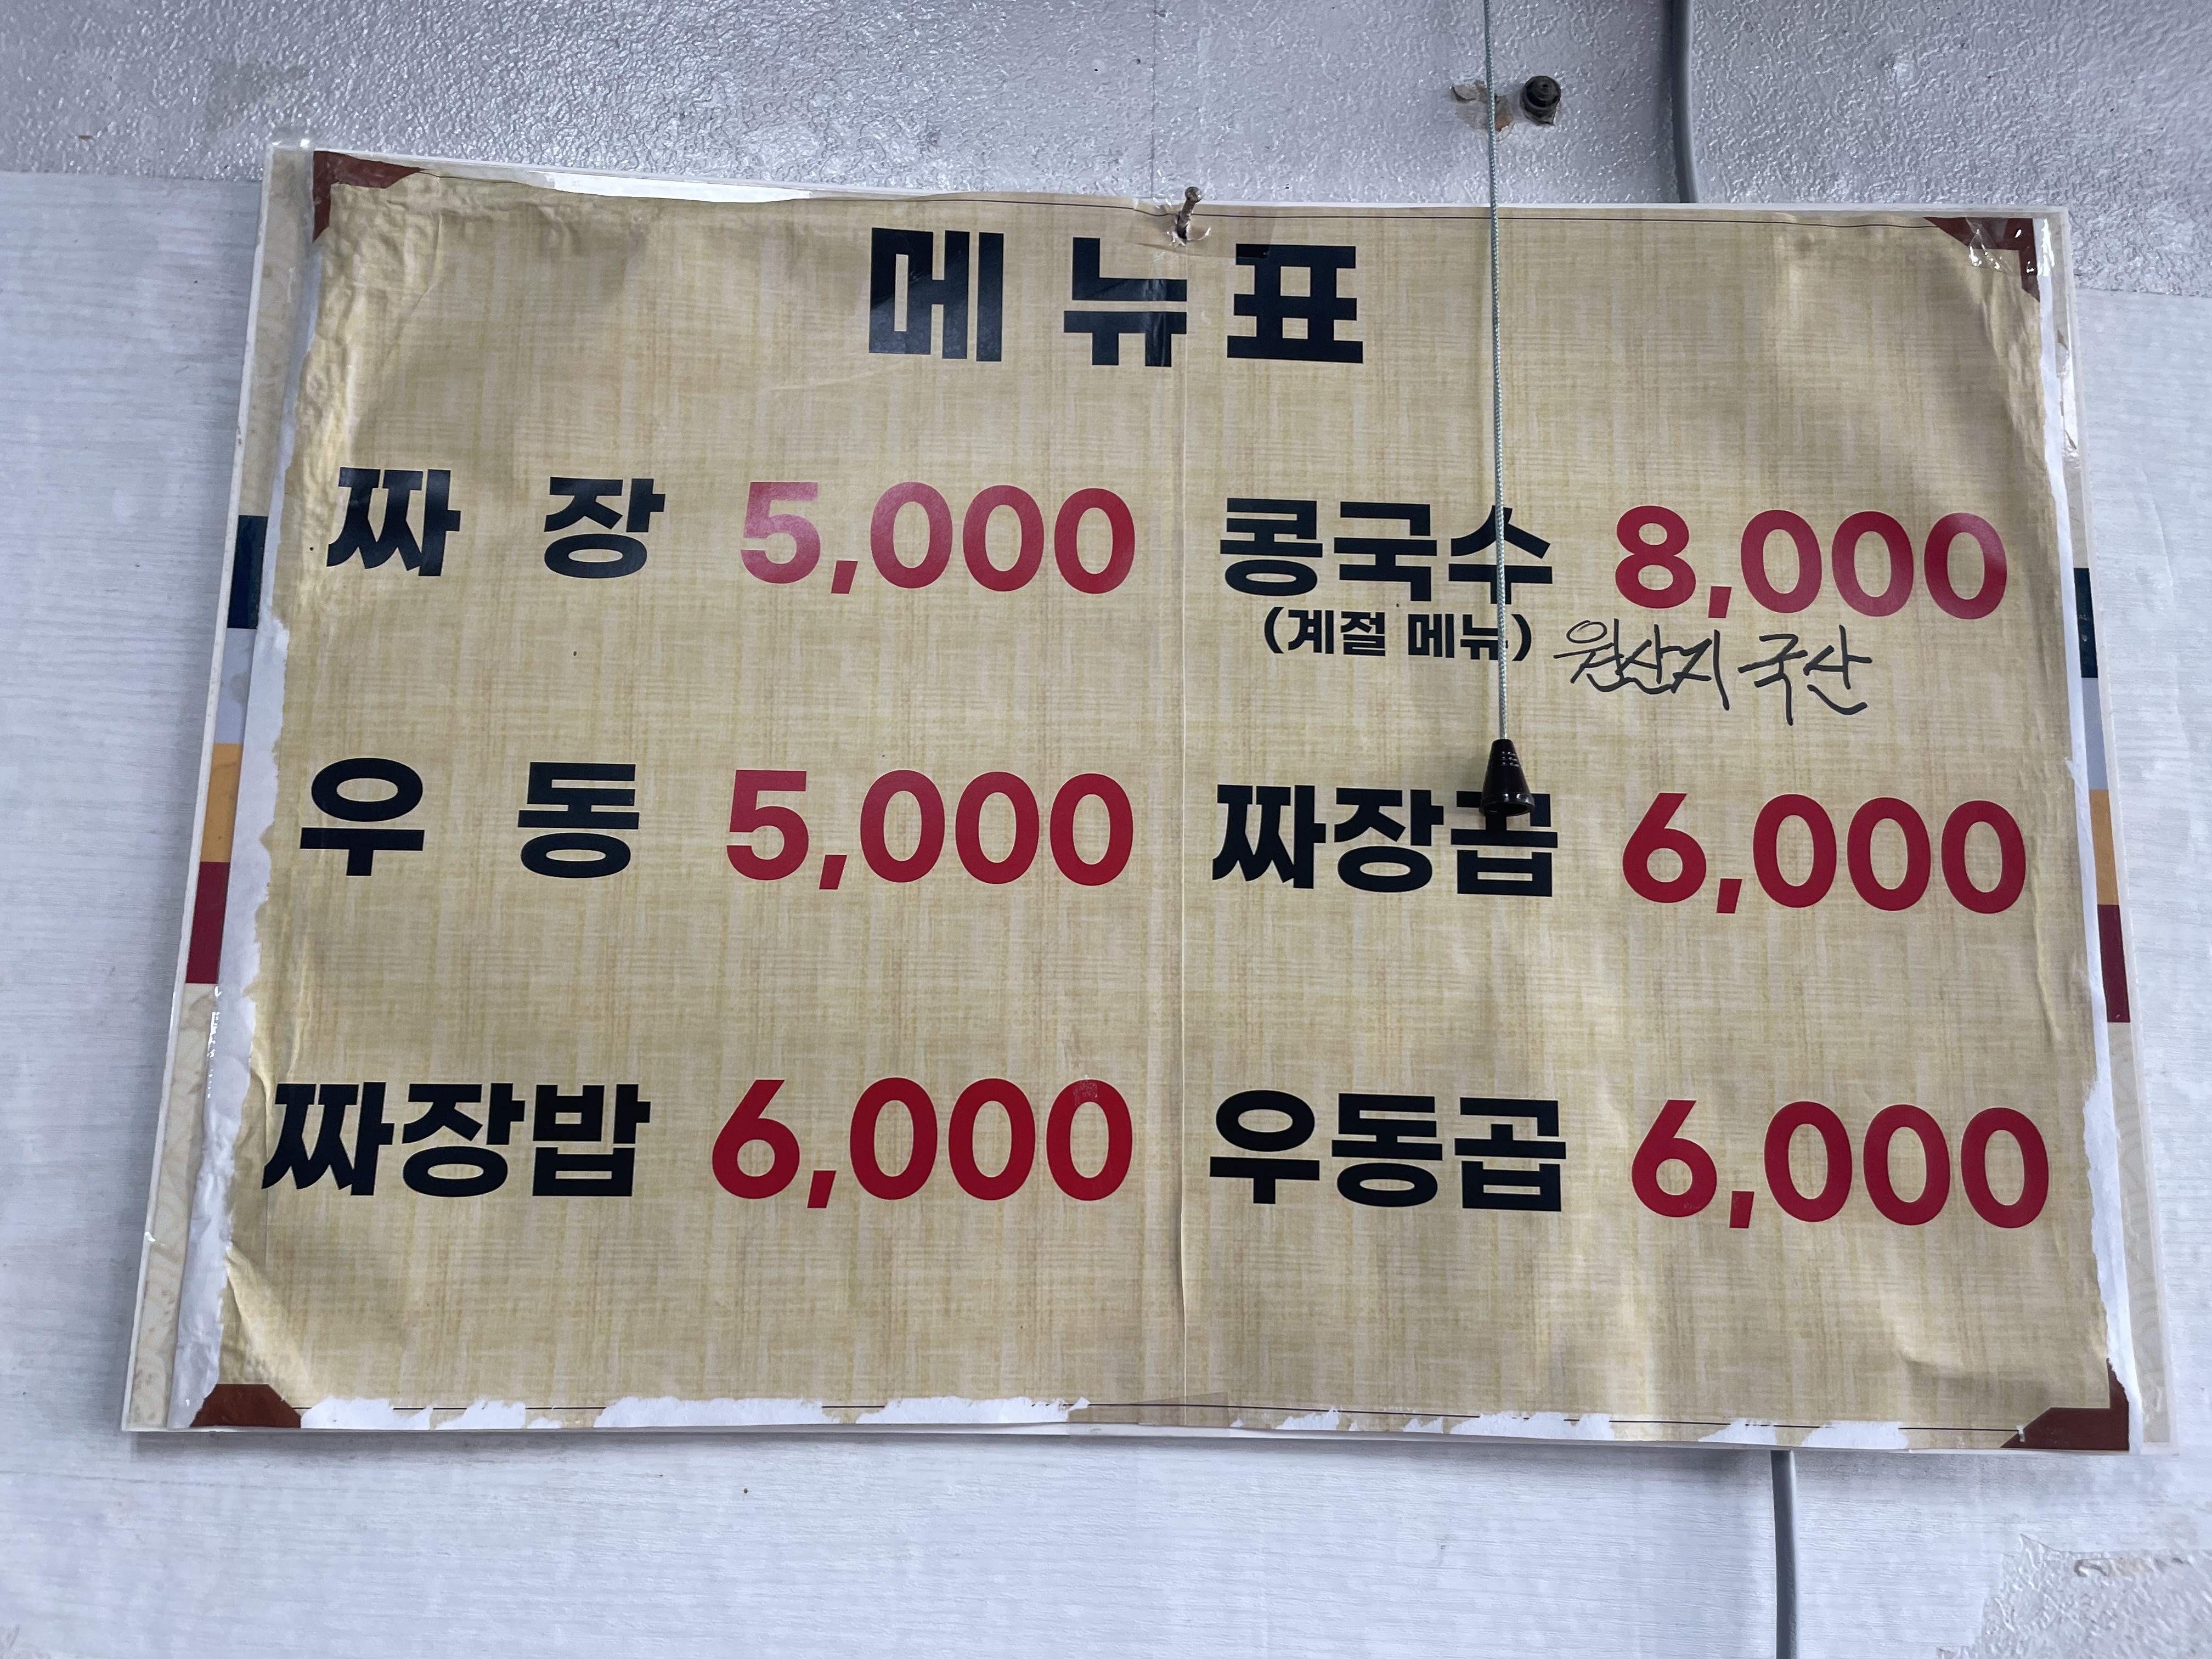 메뉴표
짜장 5,000
우동 5,000
짜장밥 6,000
콩국수 8,000
(계절 메뉴) 원산지 국산
짜장곱 6,000
우동곱 6,000